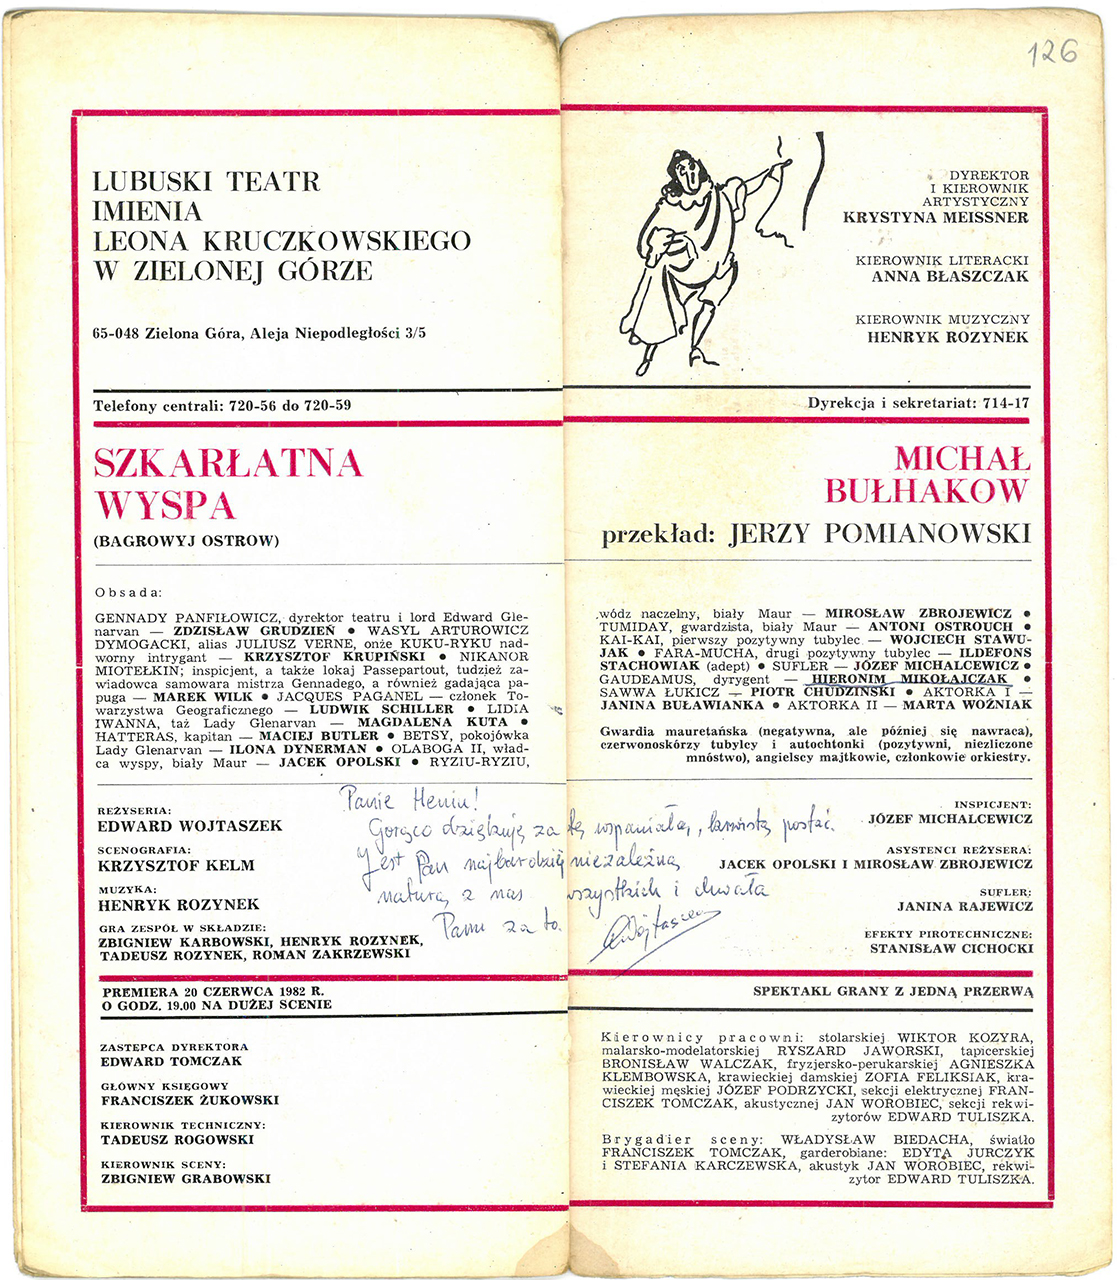 126
LUBUSKI TEATR
IMIENIA
LEONA KRUCZKOWSKIEGO
W ZIELONEJ GÓRZE
65-048 Zielona Góra, Aleja Niepodległości 3/5
DYREKTOR
I KIEROWNIK
ARTYSTYCZNY
KRYSTYNA MEISSNER
KIEROWNIK LITERACKI
ANNA BŁASZCZAK
KIEROWNIK MUZYCZNY
HENRYK ROZYNEK
Telefony centrali: 720-56 do 720-59
Dyrekcja i sekretariat: 714-17
SZKARŁATNA
WYSPA
(BAGROWYJ OSTROW)
MICHAŁ
BUŁHAKOW
przekład: JERZY POMIANOWSKI
Obsada:
GENNADY PANFIŁOWICZ, dyrektor teatru i lord Edward Gle-
narvan — ZDZISŁAW GRUDZIEŃ ● WASYL ARTUROWICZ
DYMOGACKI, alias JULIUSZ VERNE, onże KUKU-RYKU nad-
worny intrygant — KRZYSZTOF KRUPIŃSKI ● NIKANOR
MIOTEŁKIN; inspicjent, a także lokaj Passepartout, tudzież za-
wiadowca samowara mistrza Gennadego, a również gadająca pa-
puga — MAREK WILK ● JACQUES PAGANEL — członek To-
warzystwa Geograficznego — LUDWIK SCHILLER ● LIDIA
IWANNA, taż Lady Glenarvan — MAGDALENA KUTA ●
HATTERAS, kapitan — MACIEJ BUTLER ● BETSY, pokojówka
Lady Glenarvan — ILONA DYNERMAN ● OLABOGA II, wład-
ca wyspy, biały Maur — JACEK OPOLSKI ● RYZIU-RYZIU,
wódz naczelny, biały Maur — MIROSŁAW ZBROJEWICZ ●
TUMIDAY, gwardzista, biały Maur — ANTONI OSTROUCH ●
KAI-KAI, pierwszy pozytywny tubylec — WOJCIECH STAWU-
JAK ● FARA-MUCHA, drugi pozytywny tubylec — ILDEFONS
STACHOWIAK (adept) ● SUFLER — JÓZEF MICHALCEWICZ ●
GAUDEAMUS, dyrygent — HIERONIM MIKOŁAJCZAK ●
SAWWA ŁUKICZ — PIOTR CHUDZIŃSKI ● AKTORKA I —
JANINA BUŁAWIANKA ● AKTORKA II — MARTA WOŹNIAK
Gwardia mauretańska (negatywna, ale później się nawraca),
czerwonoskórzy tubylcy i autochtonki (pozytywni, niezliczone
mnóstwo), angielscy majtkowie, członkowie orkiestry.
Panie Heniu!
Gorąco dziękuję za tę wspaniałą, barwną postać.
Jest Pan najbardziej niezależną
naturą z nas wszystkich i chwała
Panu za to.
EWojtaszek
REŻYSERIA:
EDWARD WOJTASZEK
SCENOGRAFIA:
KRZYSZTOF KELM
MUZYKA:
HENRYK ROZYNEK
GRA ZESPÓŁ W SKŁADZIE:
ZBIGNIEW KARBOWSKI, HENRYK ROZYNEK,
TADEUSZ ROZYNEK, ROMAN ZAKRZEWSKI
INSPICJENT:
JÓZEF MICHALCEWICZ
ASYSTENCI REŻYSERA:
JACEK OPOLSKI I MIROSŁAW ZBROJEWICZ
SUFLER:
JANINA RAJEWICZ
EFEKTY PIROTECHNICZNE:
STANISŁAW CICHOCKI
PREMIERA 20 CZERWCA 1982 R.
O GODZ. 19.00 NA DUŻEJ SCENIE
SPEKTAKL GRANY Z JEDNĄ PRZERWĄ
ZASTĘPCA DYREKTORA
EDWARD TOMCZAK
GŁÓWNY KSIĘGOWY
FRANCISZEK ŻUKOWSKI
KIEROWNIK TECHNICZNY:
TADEUSZ ROGOWSKI
KIEROWNIK SCENY:
ZBIGNIEW GRABOWSKI
Kierownicy pracowni: stolarskiej WIKTOR KOZYRA,
malarsko-modelatorskiej RYSZARD JAWORSKI, tapicerskiej
BRONISŁAW WALCZAK, fryzjersko-perukarskiej AGNIESZKA
KLEMBOWSKA, krawieckiej damskiej ZOFIA FELIKSIAK, kra-
wieckiej męskiej JÓZEF PODRZYCKI, sekcji elektrycznej FRAN-
CISZEK TOMCZAK, akustycznej JAN WOROBIEC, sekcji rekwi-
zytorów EDWARD TULISZKA.
Brygadier sceny: WŁADYSŁAW BIEDACHA, światło
FRANCISZEK TOMCZAK, garderobiane: EDYTA JURCZYK
i STEFANIA KARCZEWSKA, akustyk JAN WOROBIEC, rekwi-
zytor EDWARD TULISZKA.